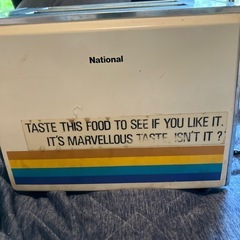 National
TASTE THIS FOOD TO SEE IF YOU LIKE IT.
IT'S MARVELLOUS TASTE, ISN'T IT ?